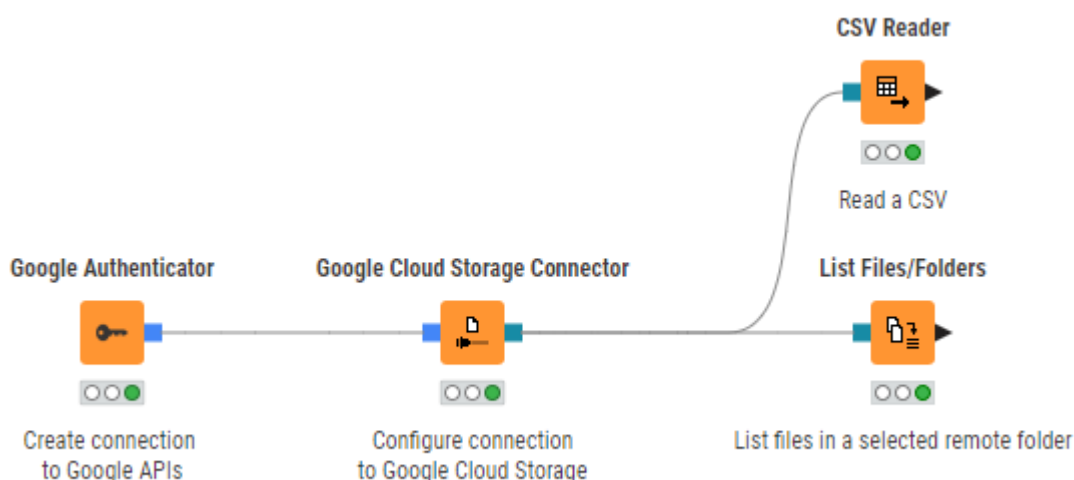 CSV Reader
Read a CSV
Google Authenticator
Google Cloud Storage Connector
List Files/Folders
Create connection
to Google APIs
Configure connection
to Google Cloud Storage
List files in a selected remote folder